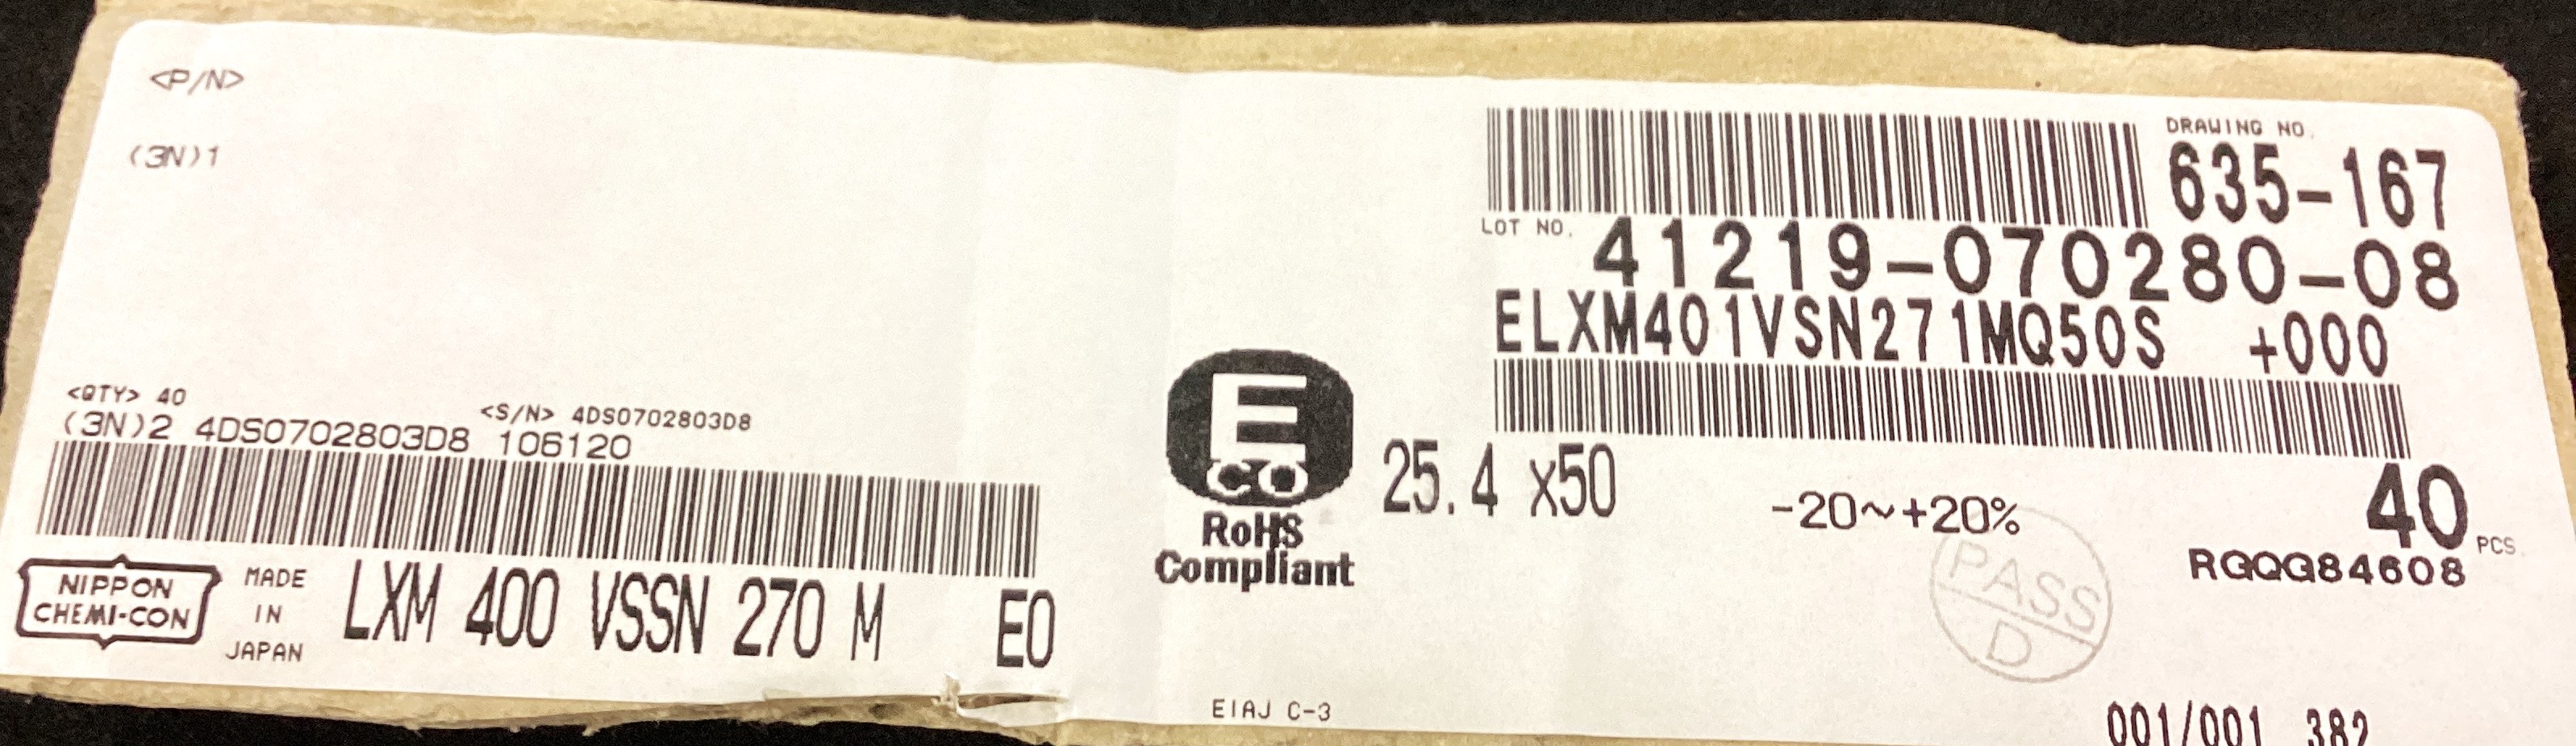 <P/N>
(3N)1
<QTY> 40
<S/N> 4DS0702803D8
(3N)2 4DS0702803D8 106120
NIPPON
CHEMI-CON
MADE
IN
JAPAN
LXM 400 VSSN 270 M E0
E
CO
RoHS
Compliant
EIAJ C-3
DRAWING NO.
635-167
LOT NO. 41219-070280-08
ELXM401VSN271MQ50S +000
25.4 x50
-20~+20%
40 PCS.
RGQG84608
PASS
D
001/001 382